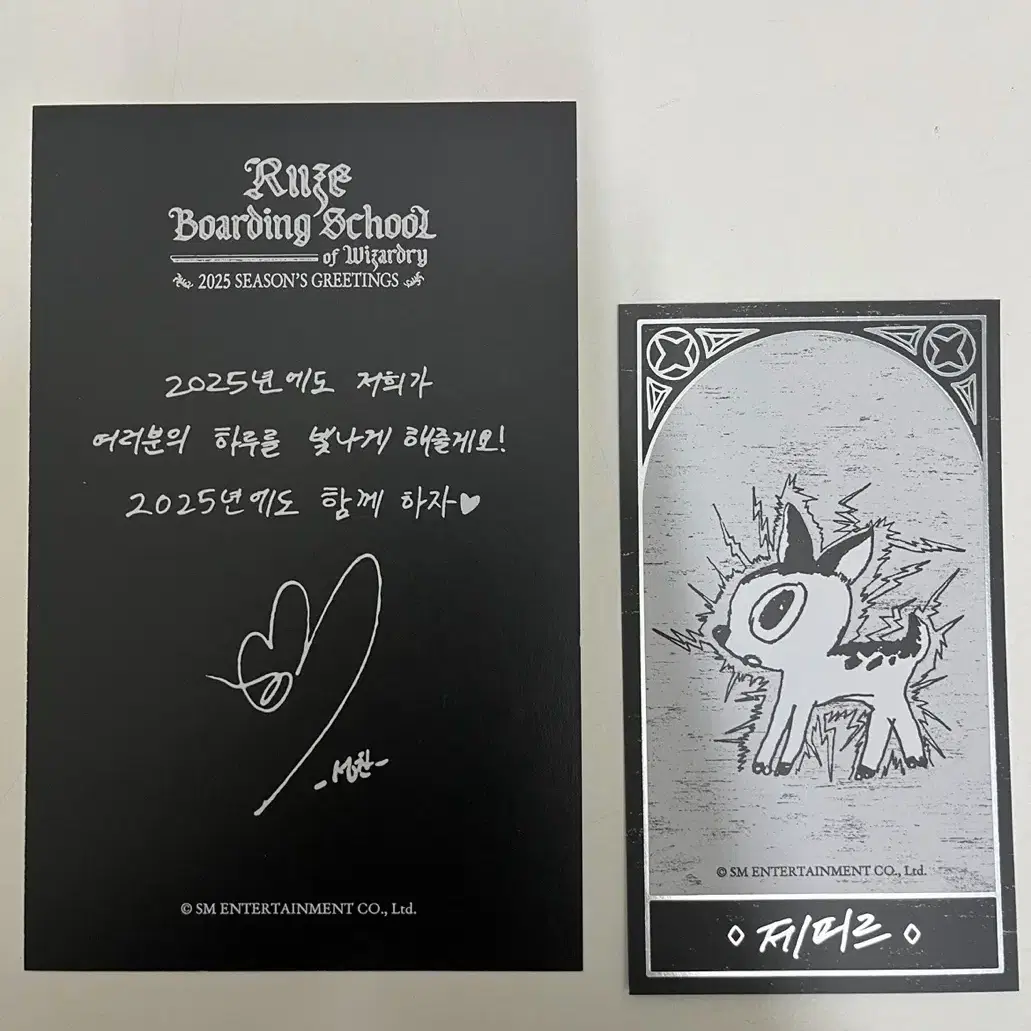 RIIZE
Boarding School
of Wizardry
2025 SEASON'S GREETINGS
2025년에도 저희가
여러분의 하루를 빛나게 해줄게요!
2025년에도 함께 하자♥
-성찬-
© SM ENTERTAINMENT CO., Ltd.
© SM ENTERTAINMENT CO., Ltd.
◇ 제피르 ◇